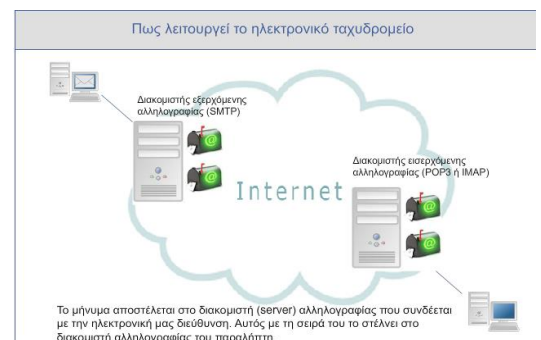 Πως λειτουργεί το ηλεκτρονικό ταχυδρομείο
Διακομιστής εξερχόμενης
αλληλογραφίας (SMTP)
Διακομιστής εισερχόμενης
αλληλογραφίας (POP3 ή IMAP)
Internet
Το μήνυμα αποστέλεται στο διακομιστή (server) αλληλογραφίας που συνδέεται
με την ηλεκτρονική μας διεύθυνση. Αυτός με τη σειρά του το στέλνει στο
διακομιστή αλληλογραφίας του παραλήπτη